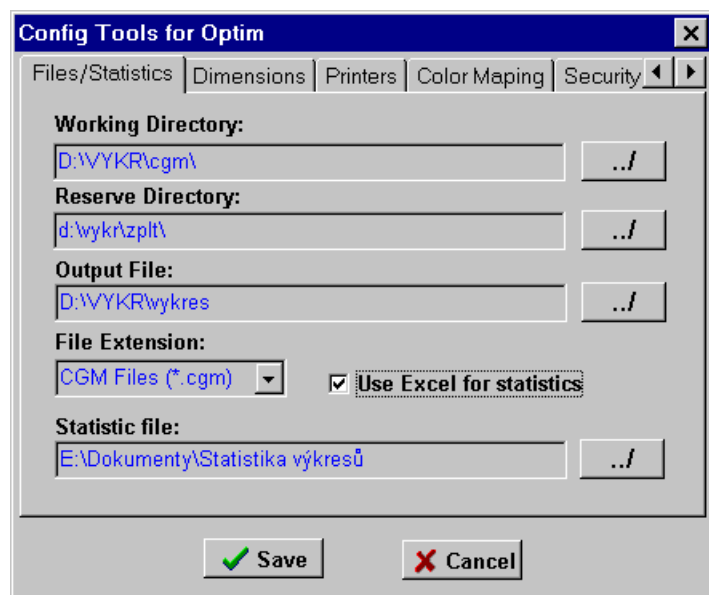 Config Tools for Optim
Files/Statistics Dimensions Printers Color Maping Security
Working Directory:
D:\VYKR\cgm\ ../
Reserve Directory:
d:\vykr\zplt\ ../
Output File:
D:\VYKR\wykres ../
File Extension:
CGM Files (*.cgm) Use Excel for statistics
Statistic file:
E:\Dokumenty\Statistika výkresů ../
Save Cancel